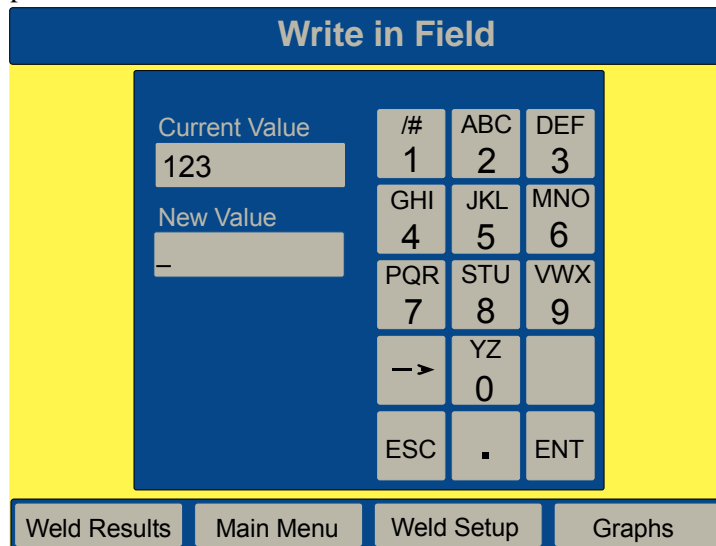 Write in Field
Current Value
123
New Value
_
/# ABC DEF
1 2 3
GHI JKL MNO
4 5 6
PQR STU VWX
7 8 9
YZ
0
ESC . ENT
Weld Results Main Menu Weld Setup Graphs